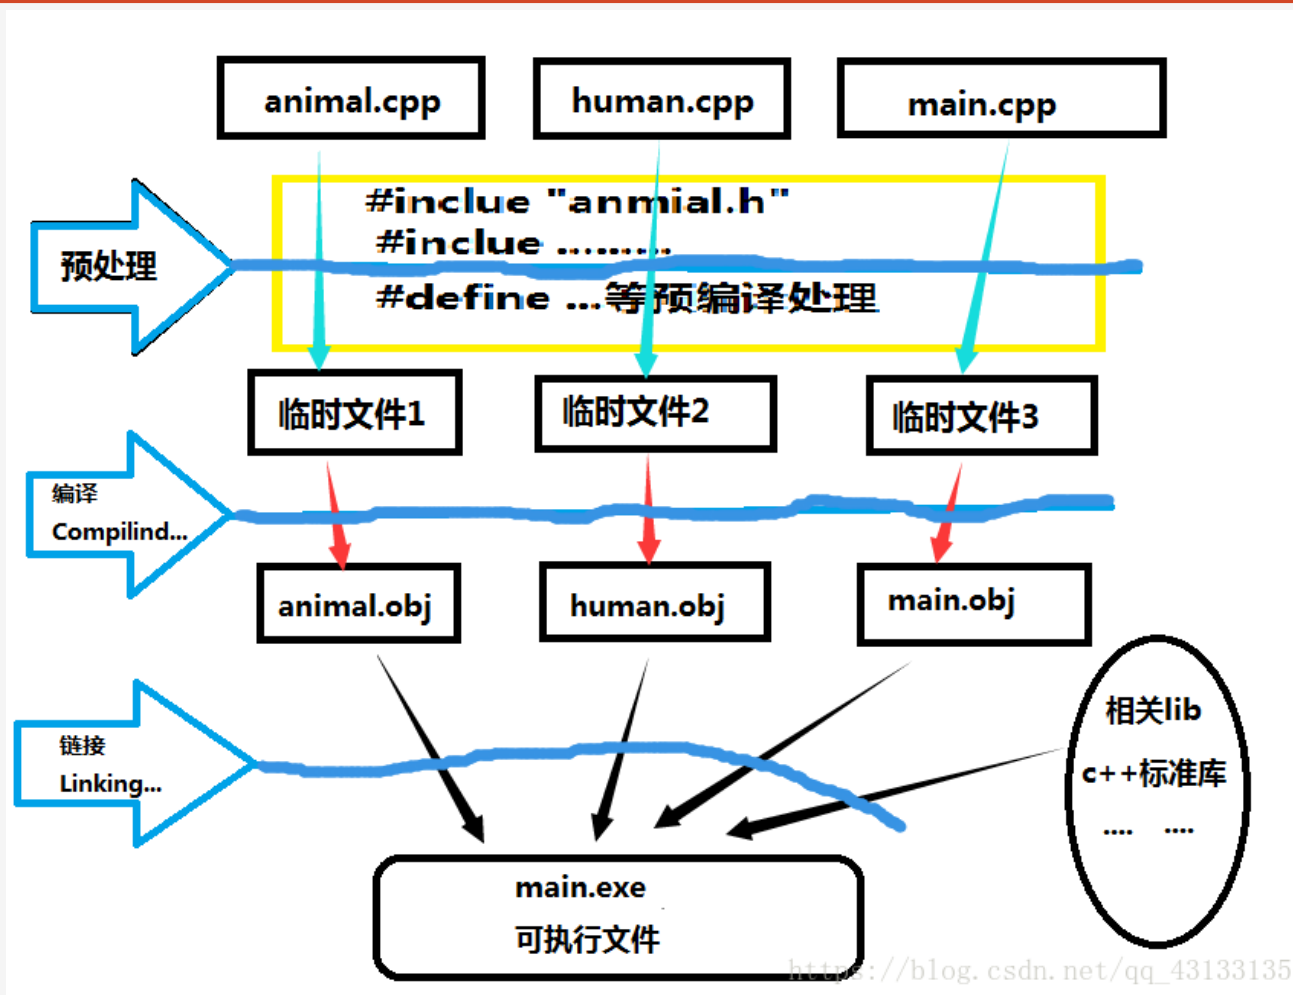 animal.cpp
human.cpp
main.cpp
#inclue "anmial.h"
#inclue .........
预处理
#define ...等预编译处理
临时文件1
临时文件2
临时文件3
编译
Compilind...
animal.obj
human.obj
main.obj
链接
Linking...
相关lib
c++标准库
.... ....
main.exe
可执行文件
https://blog.csdn.net/qq_43133135